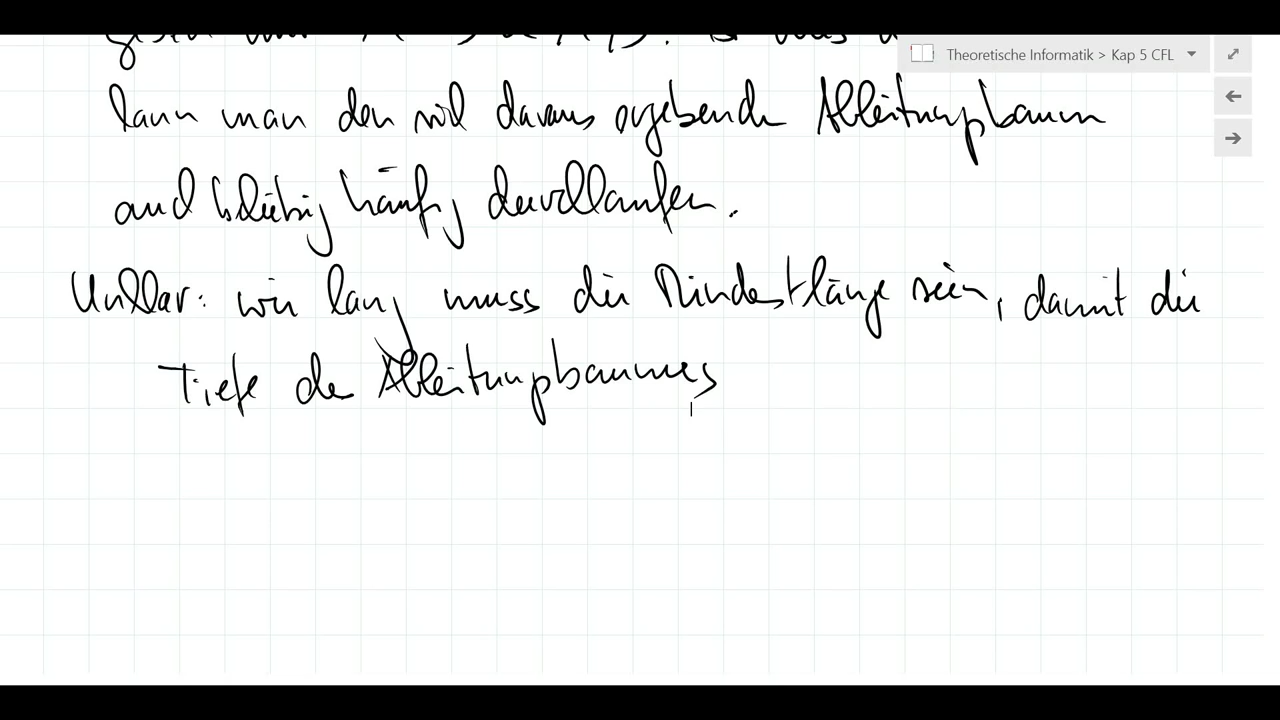 Theoretische Informatik > Kap 5 CFL
kann man den sich daraus ergebende Ableitungsbaum
auch beliebig häufig durchlaufen.
Unklar: wie lang muss die Mindestlänge sein, damit die
Tiefe des Ableitungsbaumes